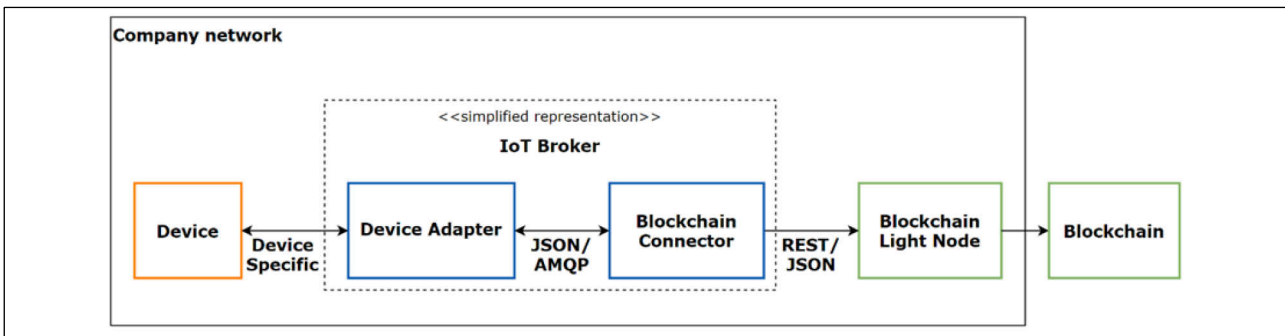 Company network
<<simplified representation>>
IoT Broker
Device
Device
Specific
Device Adapter
JSON/
AMQP
Blockchain
Connector
REST/
JSON
Blockchain
Light Node
Blockchain